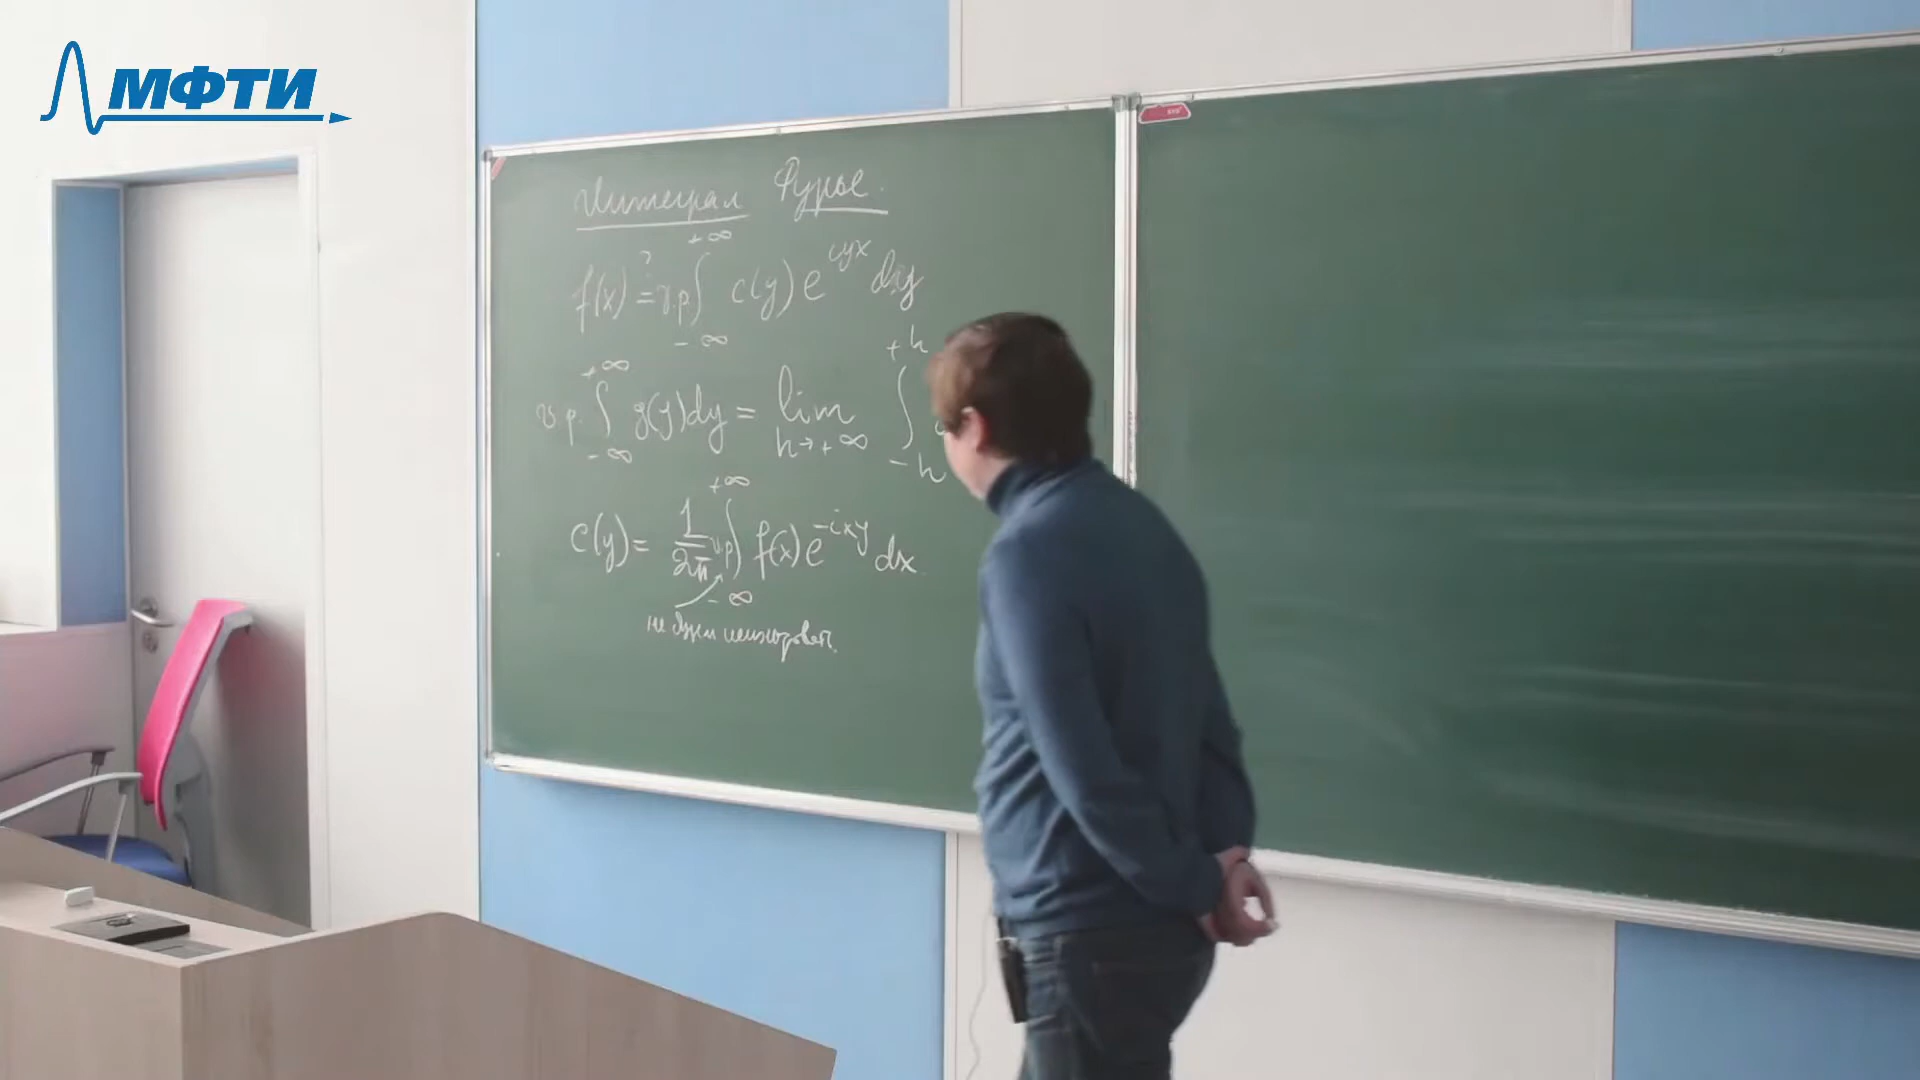 МФТИ
Интеграл Фурье.
f(x) ?= v.p. ∫_{-∞}^{+∞} c(y) e^{iyx} dy
v.p. ∫_{-∞}^{+∞} g(y)dy = lim_{h→+∞} ∫_{-h}^{+h}
c(y) = 1/2π v.p. ∫_{-∞}^{+∞} f(x) e^{-ixy} dx.
не будем игнорировать.